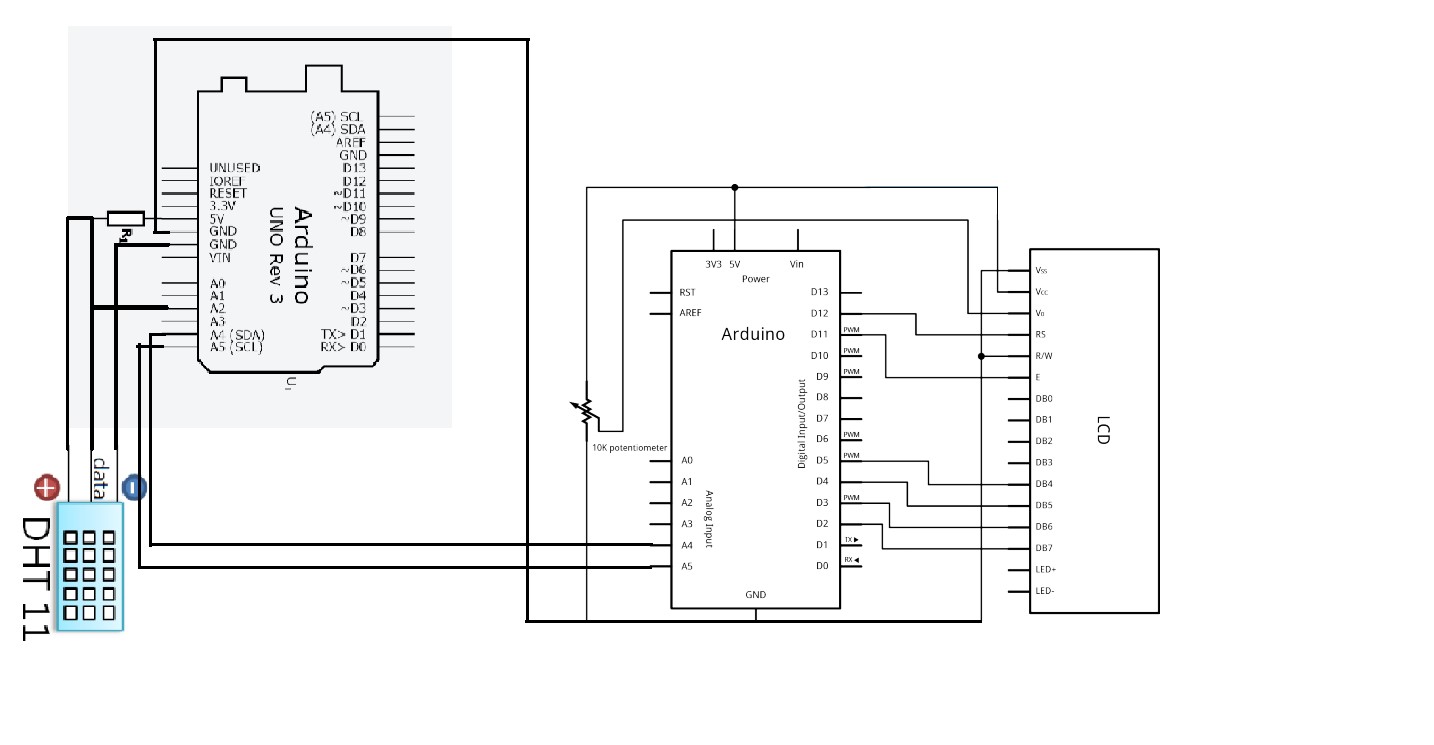 (A5) SCL
(A4) SDA
AREF
GND
UNUSED
IOREF
RESET
3.3V
5V
GND
GND
VIN
A0
A1
A2
A3
A4 (SDA)
A5 (SCL)
D13
D12
~D11
~D10
~D9
D8
D7
~D6
~D5
D4
~D3
D2
TX> D1
RX> D0
Arduino
UNO Rev 3
R1
data
+
-
DHT 11
3V3 5V Vin
Power
RST
AREF
Arduino
D13
D12
D11 PWM
D10 PWM
D9 PWM
D8
D7
D6 PWM
D5 PWM
D4
D3 PWM
D2
D1 TX ▶
D0 RX ◀
Digital Input/Output
10K potentiometer
A0
A1
A2
A3
A4
A5
Analog Input
GND
Vss
Vcc
V0
RS
R/W
E
DB0
DB1
DB2
DB3
DB4
DB5
DB6
DB7
LED+
LED-
LCD